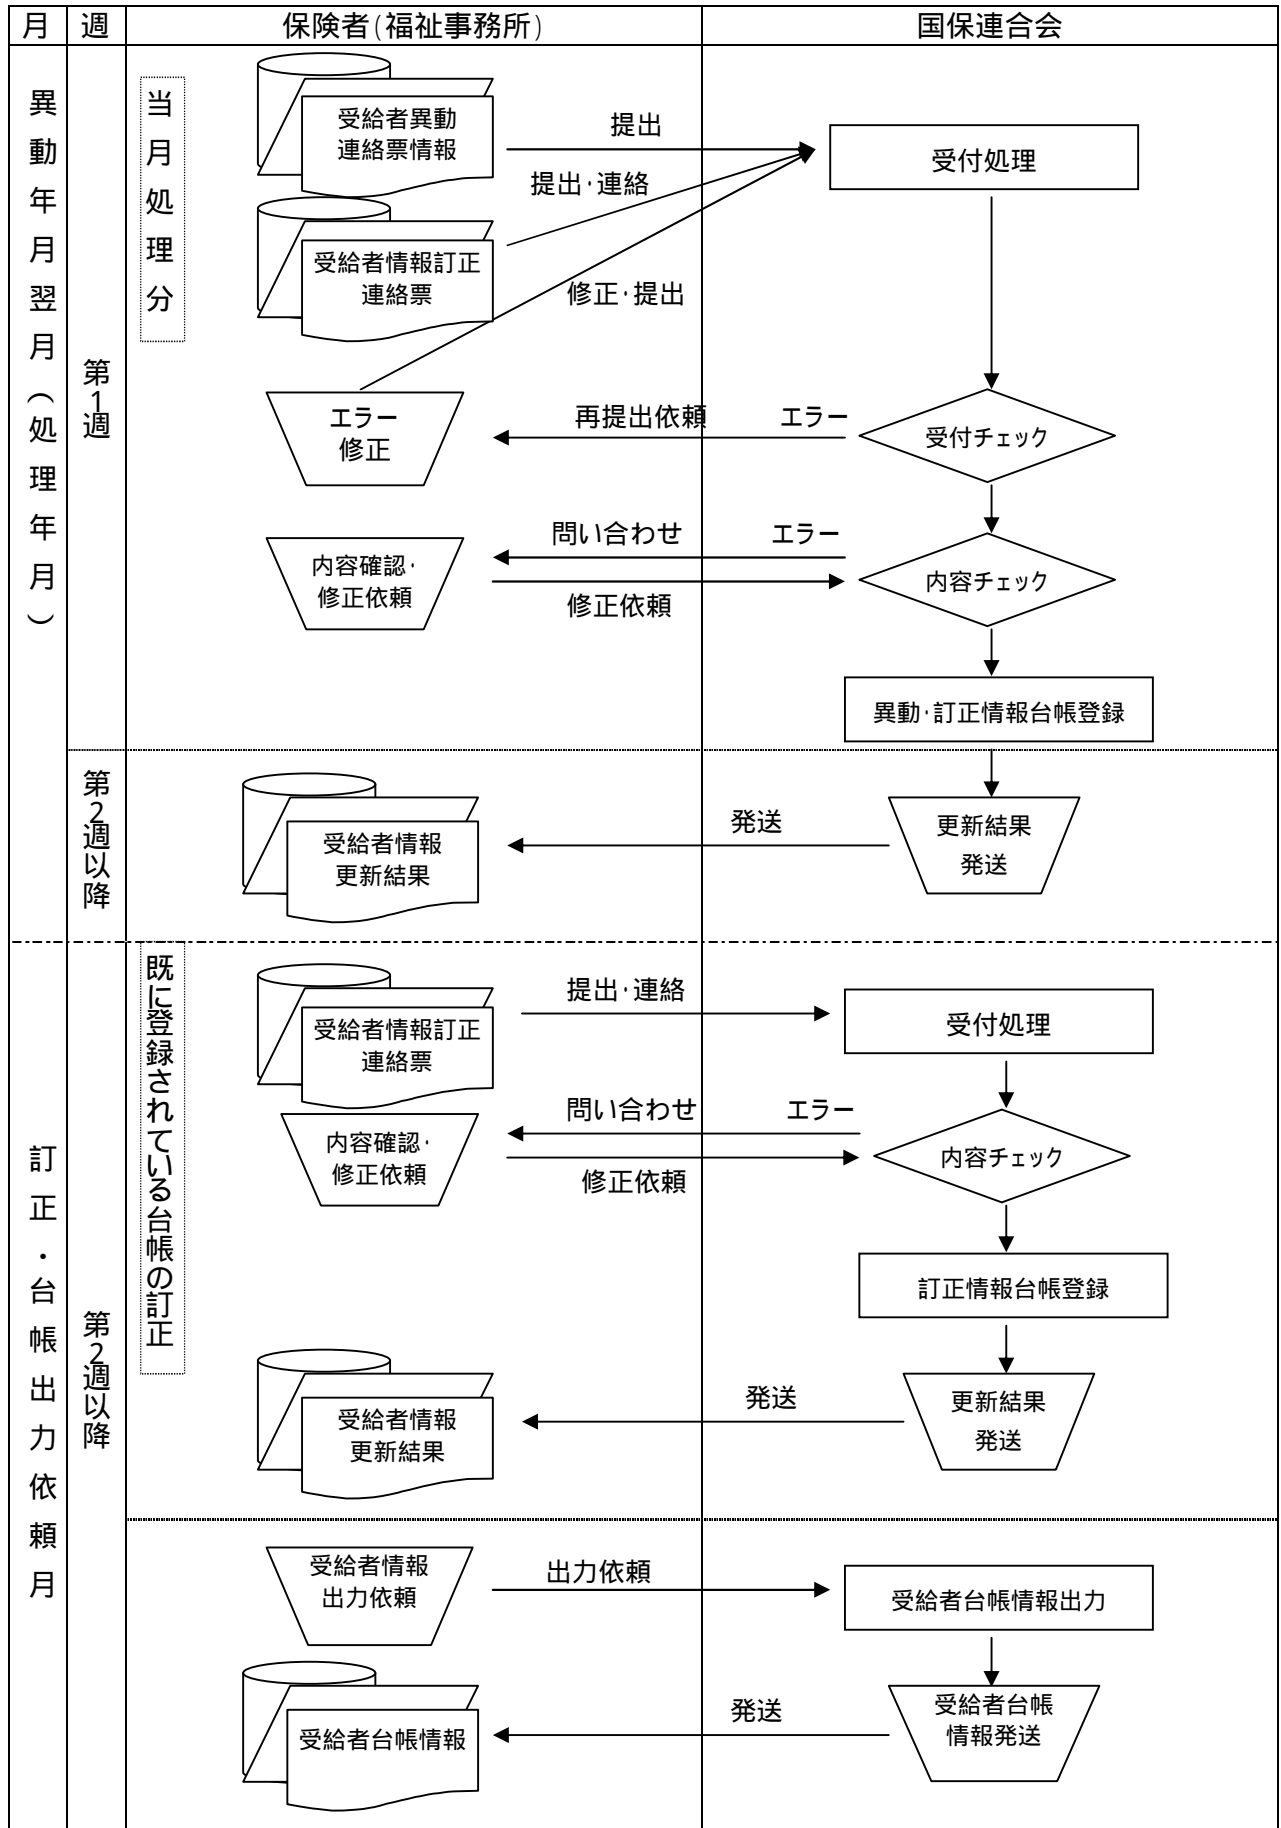 月
週
保険者(福祉事務所)
国保連合会
異動年月翌月(処理年月)
第1週
当月処理分
受給者異動
連絡票情報
提出
受付処理
提出・連絡
受給者情報訂正
連絡票
修正・提出
エラー
修正
再提出依頼
エラー
受付チェック
内容確認・
修正依頼
問い合わせ
エラー
修正依頼
内容チェック
異動・訂正情報台帳登録
第2週以降
受給者情報
更新結果
発送
更新結果
発送
訂正・台帳出力依頼月
第2週以降
既に登録されている台帳の訂正
受給者情報訂正
連絡票
提出・連絡
受付処理
内容確認・
修正依頼
問い合わせ
エラー
修正依頼
内容チェック
訂正情報台帳登録
受給者情報
更新結果
発送
更新結果
発送
受給者情報
出力依頼
出力依頼
受給者台帳情報出力
受給者台帳情報
発送
受給者台帳
情報発送